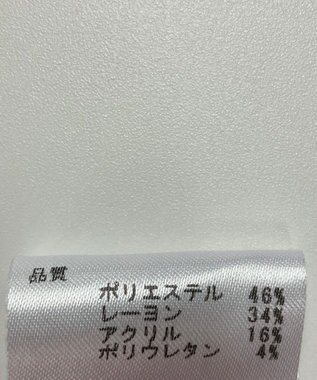 品質
ポリエステル 46%
レーヨン 34%
アクリル 16%
ポリウレタン 4%